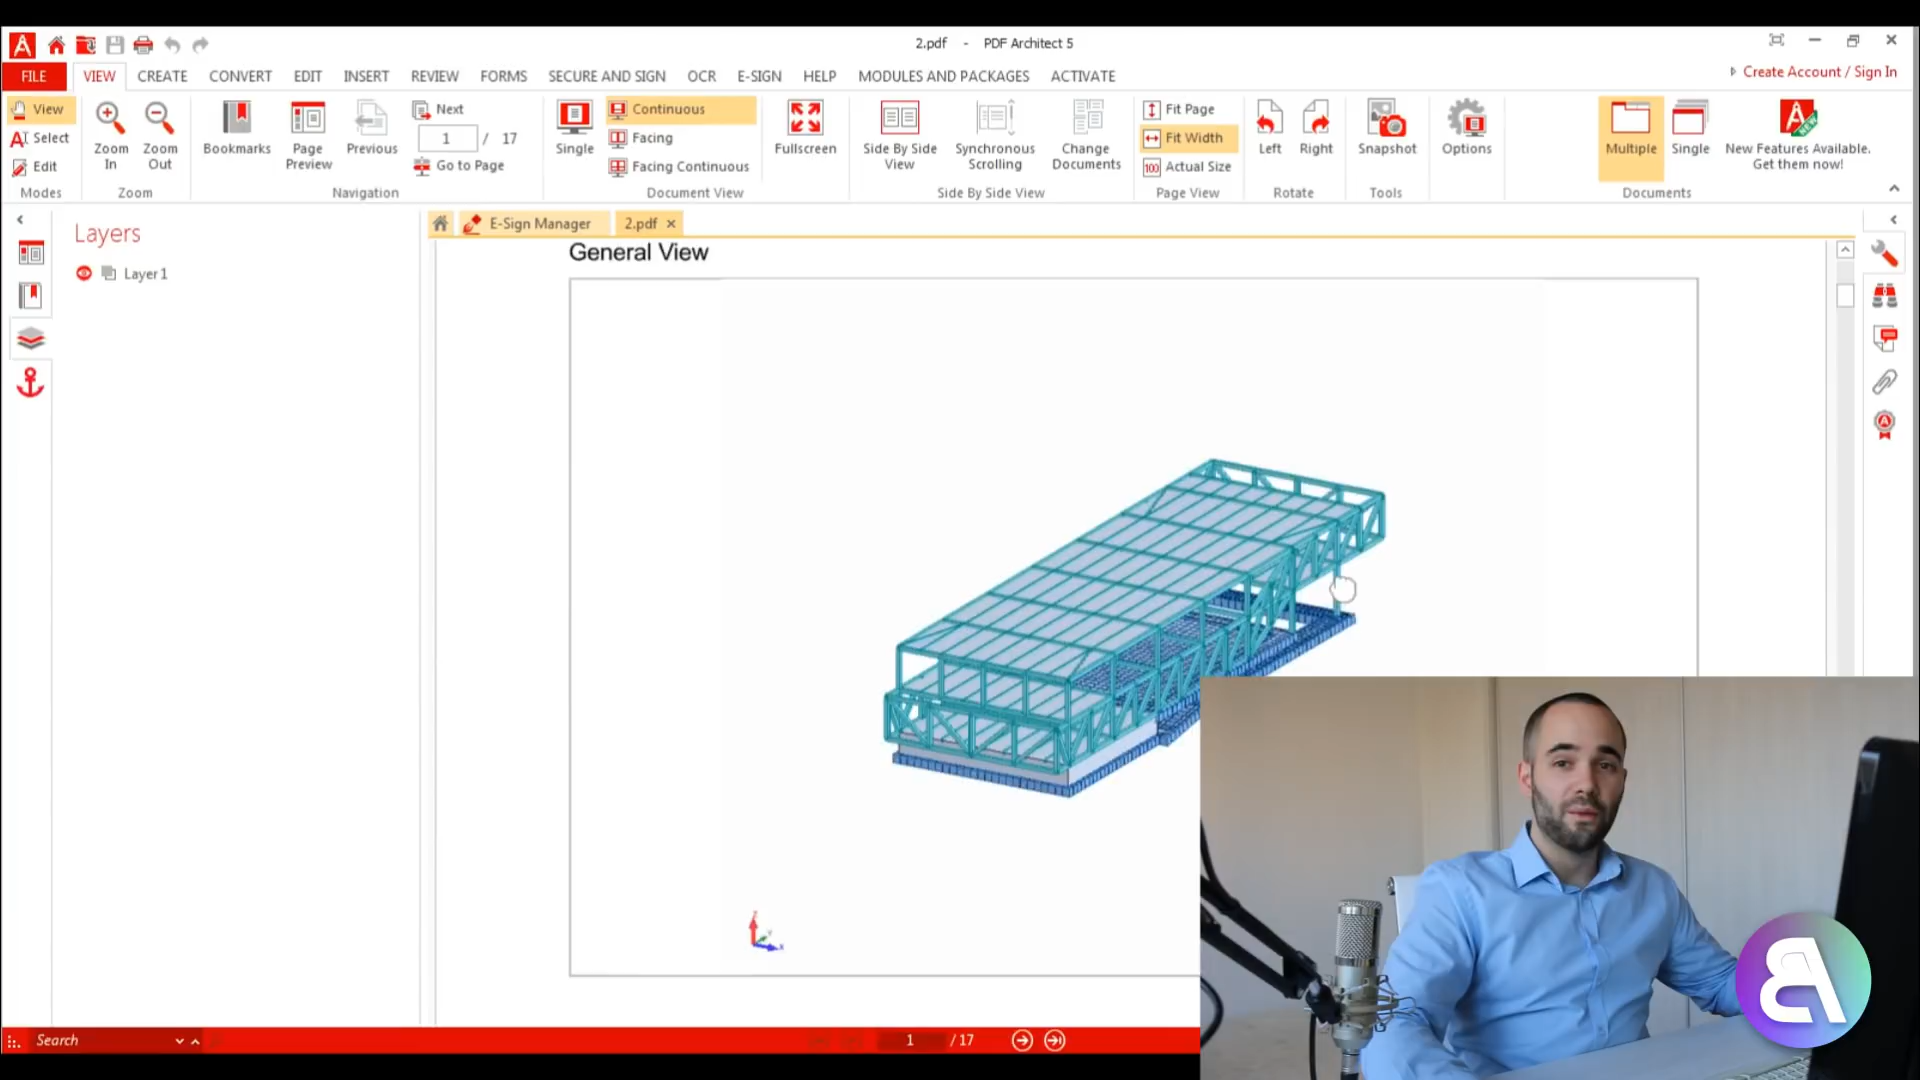 2.pdf - PDF Architect 5
FILE VIEW CREATE CONVERT EDIT INSERT REVIEW FORMS SECURE AND SIGN OCR E-SIGN HELP MODULES AND PACKAGES ACTIVATE
Create Account / Sign In
View
Select
Edit
Modes
Zoom In
Zoom Out
Zoom
Bookmarks
Page Preview
Previous
Next
1 / 17
Go to Page
Navigation
Single
Continuous
Facing
Facing Continuous
Document View
Fullscreen
Side By Side View
Synchronous Scrolling
Change Documents
Side By Side View
Fit Page
Fit Width
100 Actual Size
Page View
Left
Right
Rotate
Snapshot
Tools
Options
Multiple
Single
NEW
New Features Available.
Get them now!
Documents
Layers
Layer1
E-Sign Manager
2.pdf
General View
Search
1 / 17